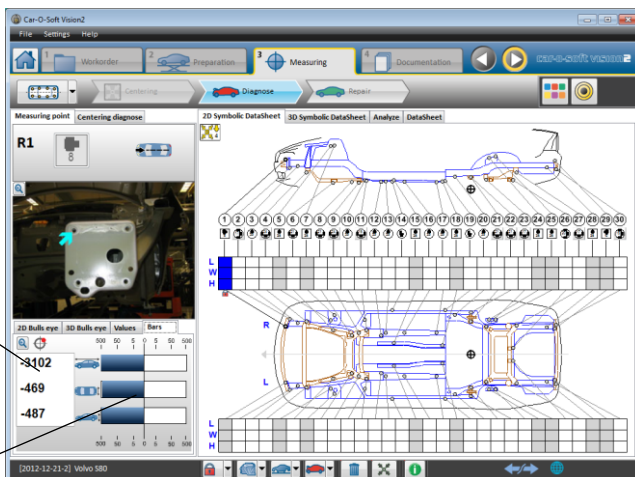 Car-O-Soft Vision2
File Settings Help
1 Workorder 2 Preparation 3 Measuring 4 Documentation car-o-soft vision2
Centering Diagnose Repair
Measuring point Centering diagnose
2D Symbolic DataSheet 3D Symbolic DataSheet Analyze DataSheet
R1
8
1 2 3 4 5 6 7 8 9 10 11 12 13 14 15 16 17 18 19 20 21 22 23 24 25 26 27 28 29 30
L
W
H
2D Bulls eye 3D Bulls eye Values Bars
500 50 5 0 5 50 500
R
-3102
-469
L
-487
L
W
H
500 50 5 0 5 50 500
[2012-12-21-2] Volvo S80